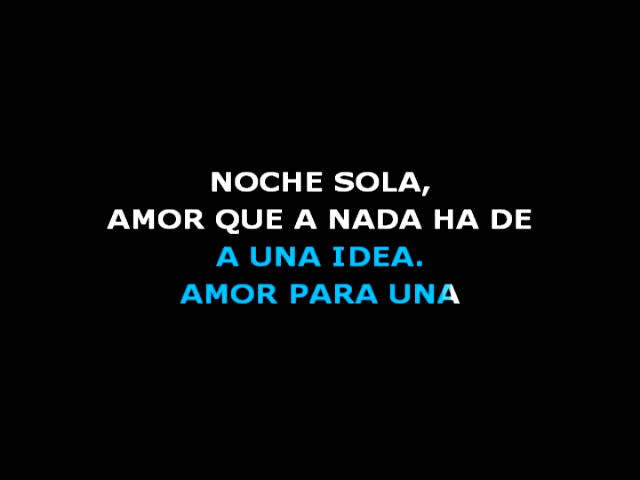 NOCHE SOLA,
AMOR QUE A NADA HA DE
A UNA IDEA.
AMOR PARA UNA